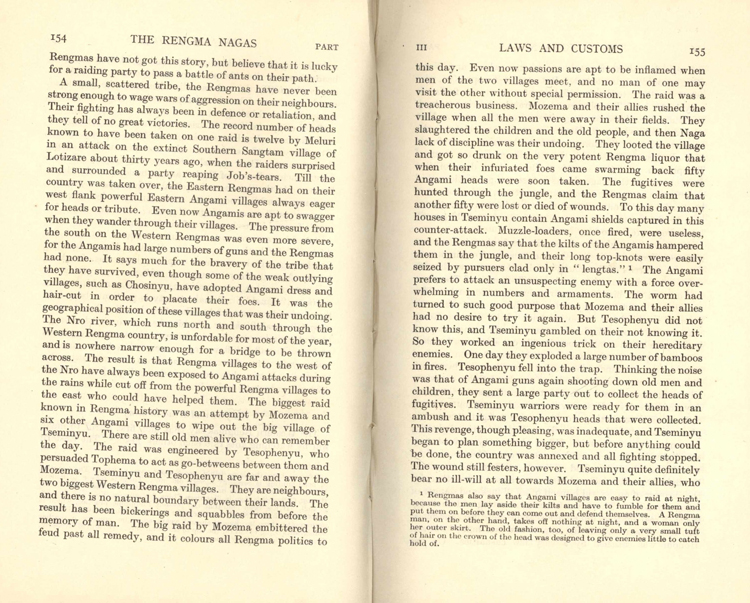 154 THE RENGMA NAGAS PART
Rengmas have not got this story, but believe that it is lucky
for a raiding party to pass a battle of ants on their path.
A small, scattered tribe, the Rengmas have never been
strong enough to wage wars of aggression on their neighbours.
Their fighting has always been in defence or retaliation, and
they tell of no great victories. The record number of heads
known to have been taken on one raid is twelve by Meluri
in an attack on the extinct Southern Sangtam village of
Lotizare about thirty years ago, when the raiders surprised
and surrounded a party reaping Job's-tears. Till the
country was taken over, the Eastern Rengmas had on their
west flank powerful Eastern Angami villages always eager
for heads or tribute. Even now Angamis are apt to swagger
when they wander through their villages. The pressure from
the south on the Western Rengmas was even more severe,
for the Angamis had large numbers of guns and the Rengmas
had none. It says much for the bravery of the tribe that
they have survived, even though some of the weak outlying
villages, such as Chosinyu, have adopted Angami dress and
hair-cut in order to placate their foes. It was the
geographical position of these villages that was their undoing.
The Nro river, which runs north and south through the
Western Rengma country, is unfordable for most of the year,
and is nowhere narrow enough for a bridge to be thrown
across. The result is that Rengma villages to the west of
the Nro have always been exposed to Angami attacks during
the rains while cut off from the powerful Rengma villages to
the east who could have helped them. The biggest raid
known in Rengma history was an attempt by Mozema and
six other Angami villages to wipe out the big village of
Tseminyu. There are still old men alive who can remember
the day. The raid was engineered by Tesophenyu, who
persuaded Tophema to act as go-betweens between them and
Mozema. Tseminyu and Tesophenyu are far and away the
two biggest Western Rengma villages. They are neighbours,
and there is no natural boundary between their lands. The
result has been bickerings and squabbles from before the
memory of man. The big raid by Mozema embittered the
feud past all remedy, and it colours all Rengma politics to
III LAWS AND CUSTOMS 155
this day. Even now passions are apt to be inflamed when
men of the two villages meet, and no man of one may
visit the other without special permission. The raid was a
treacherous business. Mozema and their allies rushed the
village when all the men were away in their fields. They
slaughtered the children and the old people, and then Naga
lack of discipline was their undoing. They looted the village
and got so drunk on the very potent Rengma liquor that
when their infuriated foes came swarming back fifty
Angami heads were soon taken. The fugitives were
hunted through the jungle, and the Rengmas claim that
another fifty were lost or died of wounds. To this day many
houses in Tseminyu contain Angami shields captured in this
counter-attack. Muzzle-loaders, once fired, were useless,
and the Rengmas say that the kilts of the Angamis hampered
them in the jungle, and their long top-knots were easily
seized by pursuers clad only in " lengtas." ¹ The Angami
prefers to attack an unsuspecting enemy with a force over-
whelming in numbers and armaments. The worm had
turned to such good purpose that Mozema and their allies
had no desire to try it again. But Tesophenyu did not
know this, and Tseminyu gambled on their not knowing it.
So they worked an ingenious trick on their hereditary
enemies. One day they exploded a large number of bamboos
in fires. Tesophenyu fell into the trap. Thinking the noise
was that of Angami guns again shooting down old men and
children, they sent a large party out to collect the heads of
fugitives. Tseminyu warriors were ready for them in an
ambush and it was Tesophenyu heads that were collected.
This revenge, though pleasing, was inadequate, and Tseminyu
began to plan something bigger, but before anything could
be done, the country was annexed and all fighting stopped.
The wound still festers, however. Tseminyu quite definitely
bear no ill-will at all towards Mozema and their allies, who
¹ Rengmas also say that Angami villages are easy to raid at night,
because the men lay aside their kilts and have to fumble for them and
put them on before they can come out and defend themselves. A Rengma
man, on the other hand, takes off nothing at night, and a woman only
her outer skirt. The old fashion, too, of leaving only a very small tuft
of hair on the crown of the head was designed to give enemies little to catch
hold of.